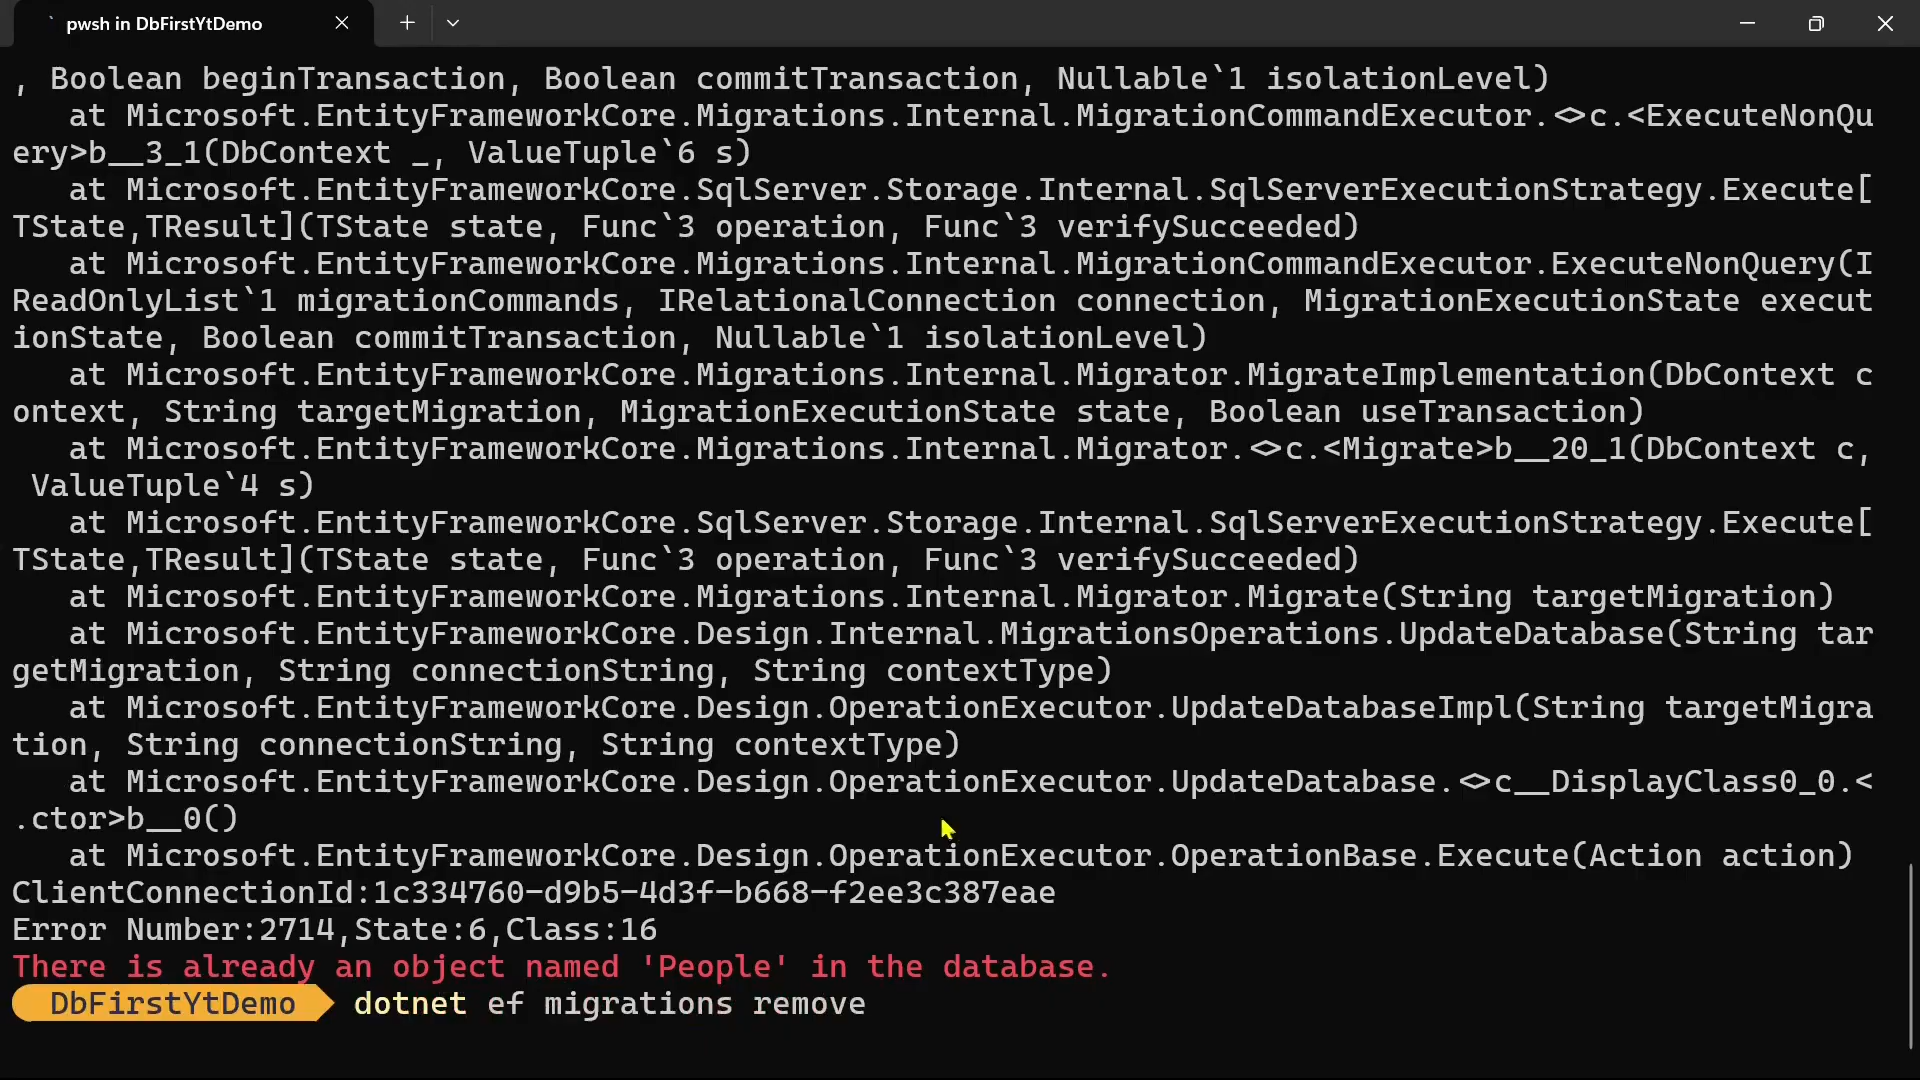 pwsh in DbFirstYtDemo
, Boolean beginTransaction, Boolean commitTransaction, Nullable`1 isolationLevel)
   at Microsoft.EntityFrameworkCore.Migrations.Internal.MigrationCommandExecutor.<>c.<ExecuteNonQu
ery>b__3_1(DbContext _, ValueTuple`6 s)
   at Microsoft.EntityFrameworkCore.SqlServer.Storage.Internal.SqlServerExecutionStrategy.Execute[
TState,TResult](TState state, Func`3 operation, Func`3 verifySucceeded)
   at Microsoft.EntityFrameworkCore.Migrations.Internal.MigrationCommandExecutor.ExecuteNonQuery(I
ReadOnlyList`1 migrationCommands, IRelationalConnection connection, MigrationExecutionState execut
ionState, Boolean commitTransaction, Nullable`1 isolationLevel)
   at Microsoft.EntityFrameworkCore.Migrations.Internal.Migrator.MigrateImplementation(DbContext c
ontext, String targetMigration, MigrationExecutionState state, Boolean useTransaction)
   at Microsoft.EntityFrameworkCore.Migrations.Internal.Migrator.<>c.<Migrate>b__20_1(DbContext c,
 ValueTuple`4 s)
   at Microsoft.EntityFrameworkCore.SqlServer.Storage.Internal.SqlServerExecutionStrategy.Execute[
TState,TResult](TState state, Func`3 operation, Func`3 verifySucceeded)
   at Microsoft.EntityFrameworkCore.Migrations.Internal.Migrator.Migrate(String targetMigration)
   at Microsoft.EntityFrameworkCore.Design.Internal.MigrationsOperations.UpdateDatabase(String tar
getMigration, String connectionString, String contextType)
   at Microsoft.EntityFrameworkCore.Design.OperationExecutor.UpdateDatabaseImpl(String targetMigra
tion, String connectionString, String contextType)
   at Microsoft.EntityFrameworkCore.Design.OperationExecutor.UpdateDatabase.<>c__DisplayClass0_0.<
.ctor>b__0()
   at Microsoft.EntityFrameworkCore.Design.OperationExecutor.OperationBase.Execute(Action action)
ClientConnectionId:1c334760-d9b5-4d3f-b668-f2ee3c387eae
Error Number:2714,State:6,Class:16
There is already an object named 'People' in the database.
DbFirstYtDemo dotnet ef migrations remove